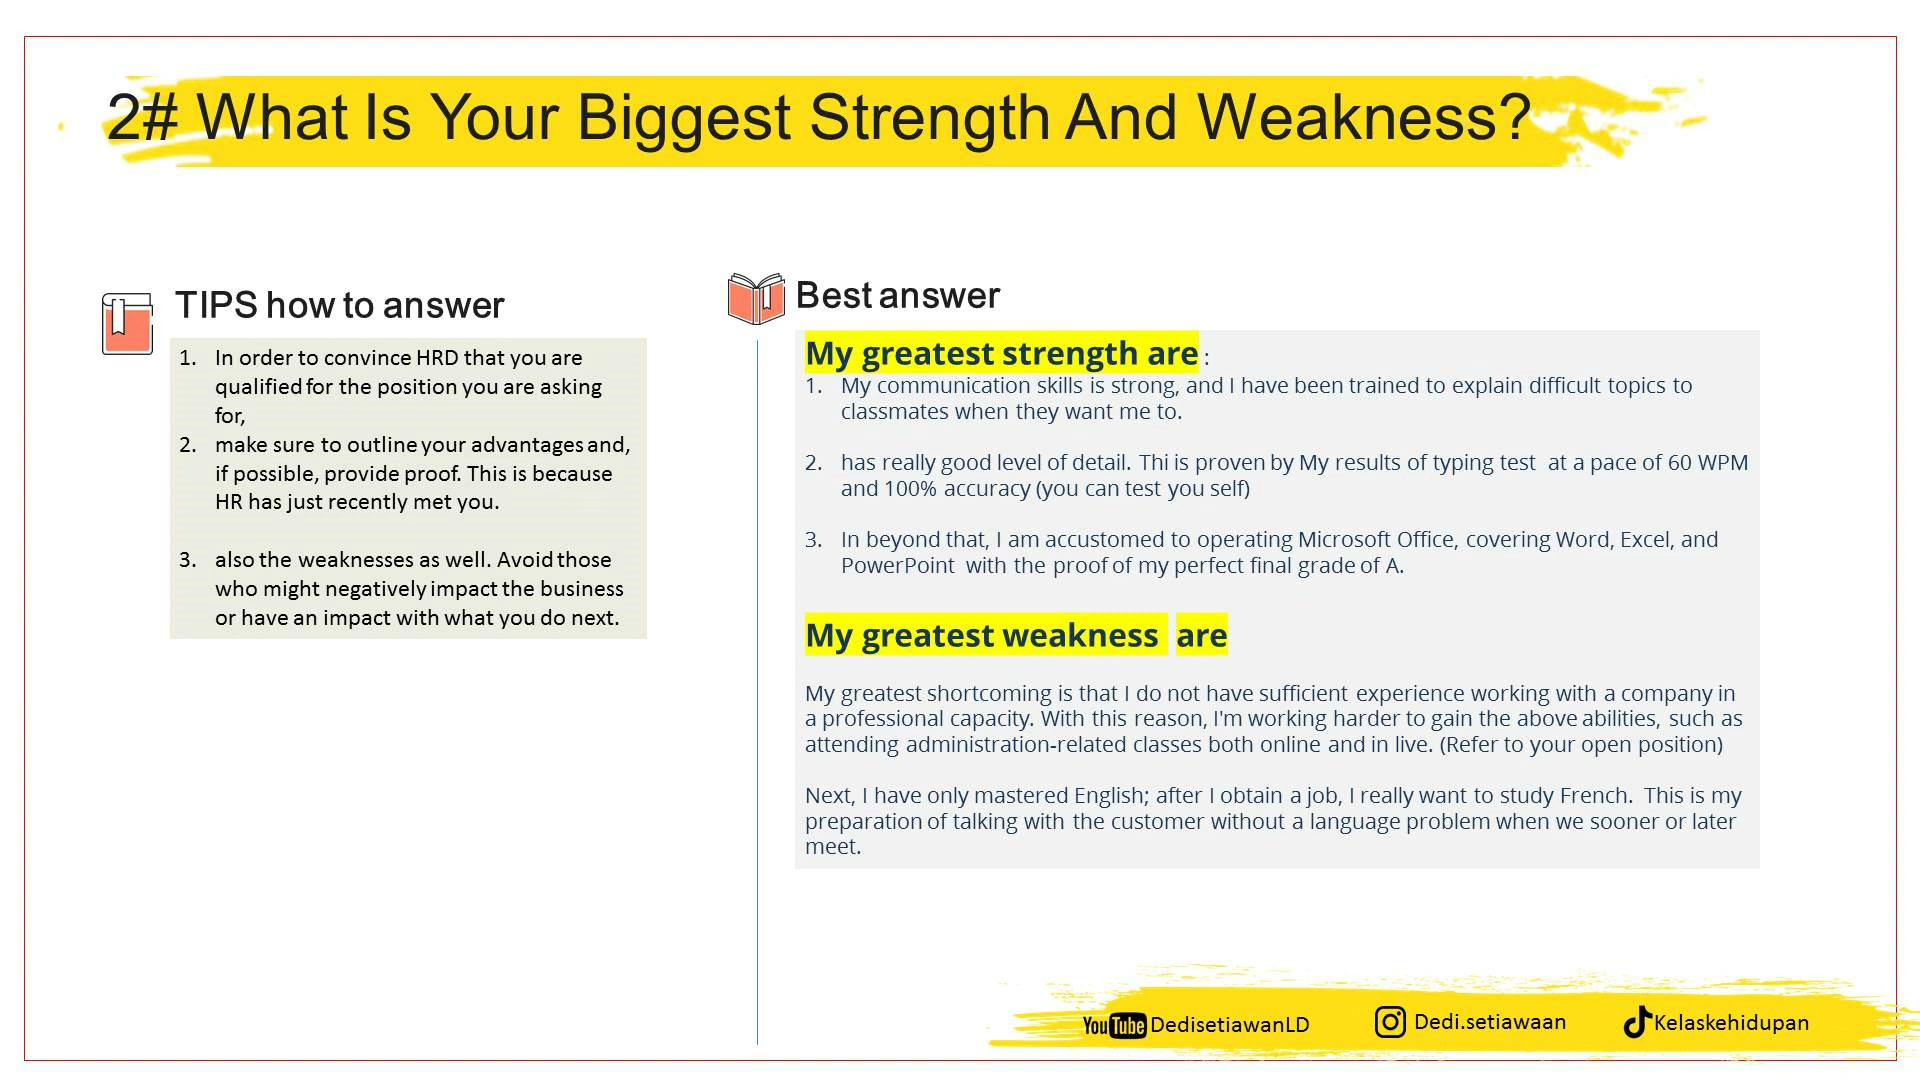 2# What Is Your Biggest Strength And Weakness?
TIPS how to answer
1. In order to convince HRD that you are
qualified for the position you are asking
for,
2. make sure to outline your advantages and,
if possible, provide proof. This is because
HR has just recently met you.
3. also the weaknesses as well. Avoid those
who might negatively impact the business
or have an impact with what you do next.
Best answer
My greatest strength are :
1. My communication skills is strong, and I have been trained to explain difficult topics to
classmates when they want me to.
2. has really good level of detail. Thi is proven by My results of typing test at a pace of 60 WPM
and 100% accuracy (you can test you self)
3. In beyond that, I am accustomed to operating Microsoft Office, covering Word, Excel, and
PowerPoint with the proof of my perfect final grade of A.
My greatest weakness are
My greatest shortcoming is that I do not have sufficient experience working with a company in
a professional capacity. With this reason, I'm working harder to gain the above abilities, such as
attending administration-related classes both online and in live. (Refer to your open position)
Next, I have only mastered English; after I obtain a job, I really want to study French. This is my
preparation of talking with the customer without a language problem when we sooner or later
meet.
YouTube DedisetiawanLD
Dedi.setiawaan
Kelaskehidupan